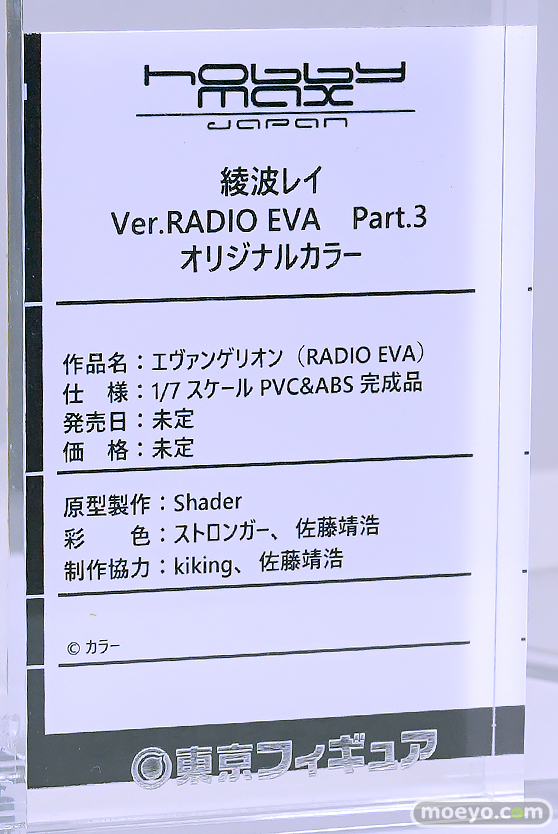 hobby
max
JAPAN
綾波レイ
Ver.RADIO EVA　Part.3
オリジナルカラー
作品名：エヴァンゲリオン（RADIO EVA）
仕　様：1/7 スケール PVC&ABS 完成品
発売日：未定
価　格：未定
原型製作：Shader
彩　　色：ストロンガー、佐藤靖浩
制作協力：kiking、佐藤靖浩
© カラー
東京フィギュア
moeyo.com